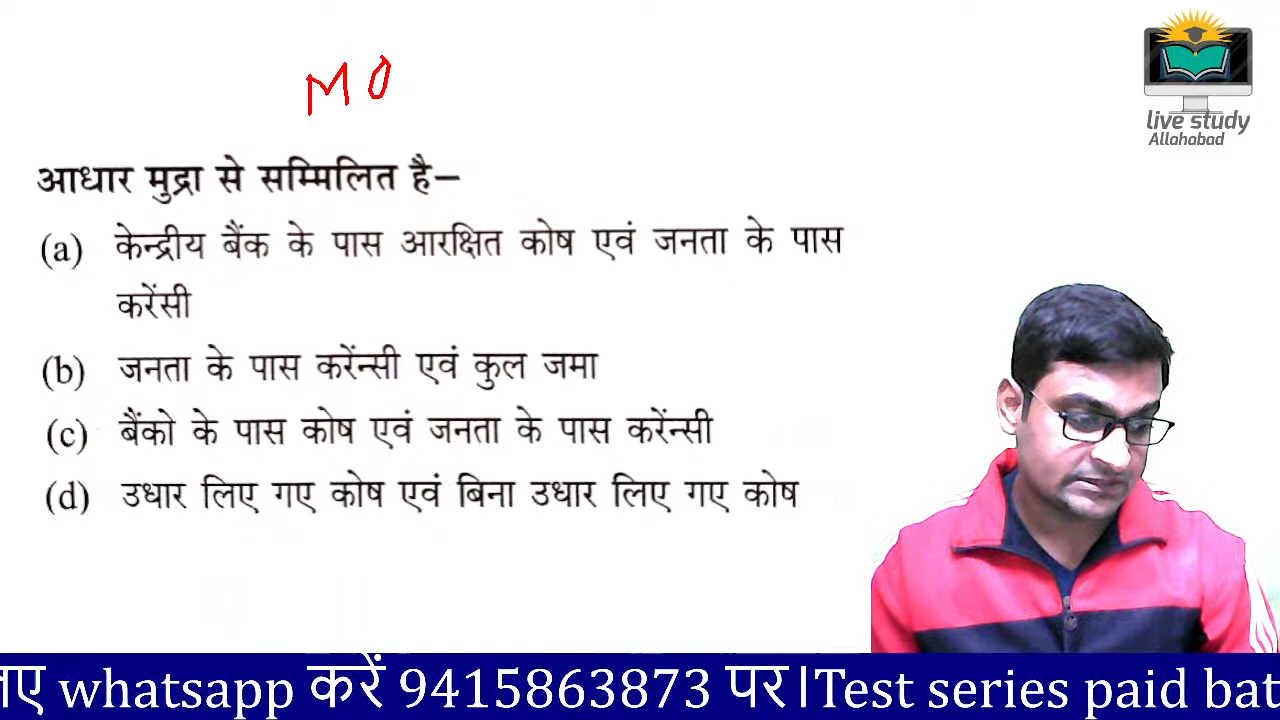 M0
live study
Allahabad
आधार मुद्रा से सम्मिलित है–
(a) केन्द्रीय बैंक के पास आरक्षित कोष एवं जनता के पास
करेंसी
(b) जनता के पास करेंन्सी एवं कुल जमा
(c) बैंको के पास कोष एवं जनता के पास करेंन्सी
(d) उधार लिए गए कोष एवं बिना उधार लिए गए कोष
whatsapp करें 9415863873 पर।Test series paid bat